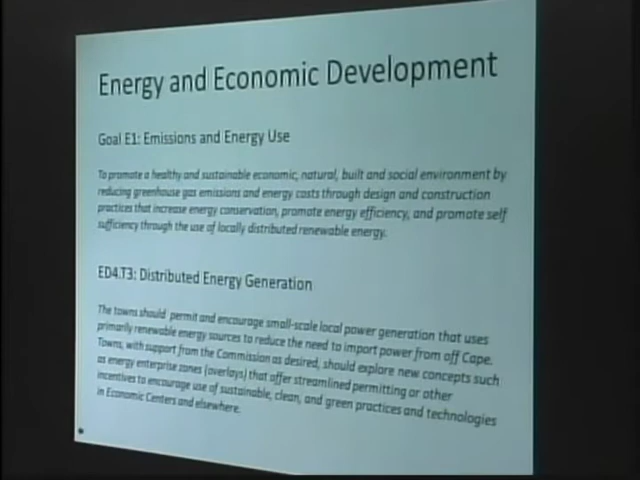 Energy and Economic Development
Goal E1: Emissions and Energy Use
To promote a healthy and sustainable economic, natural, built and social environment by
reducing greenhouse gas emissions and energy costs through design and construction
practices that increase energy conservation, promote energy efficiency, and promote self
sufficiency through the use of locally distributed renewable energy.
ED4.T3: Distributed Energy Generation
The towns should permit and encourage small-scale local power generation that uses
primarily renewable energy sources to reduce the need to import power from off Cape.
Towns, with support from the Commission as desired, should explore new concepts such
as energy enterprise zones (overlays) that offer streamlined permitting or other
incentives to encourage use of sustainable, clean, and green practices and technologies
in Economic Centers and elsewhere.